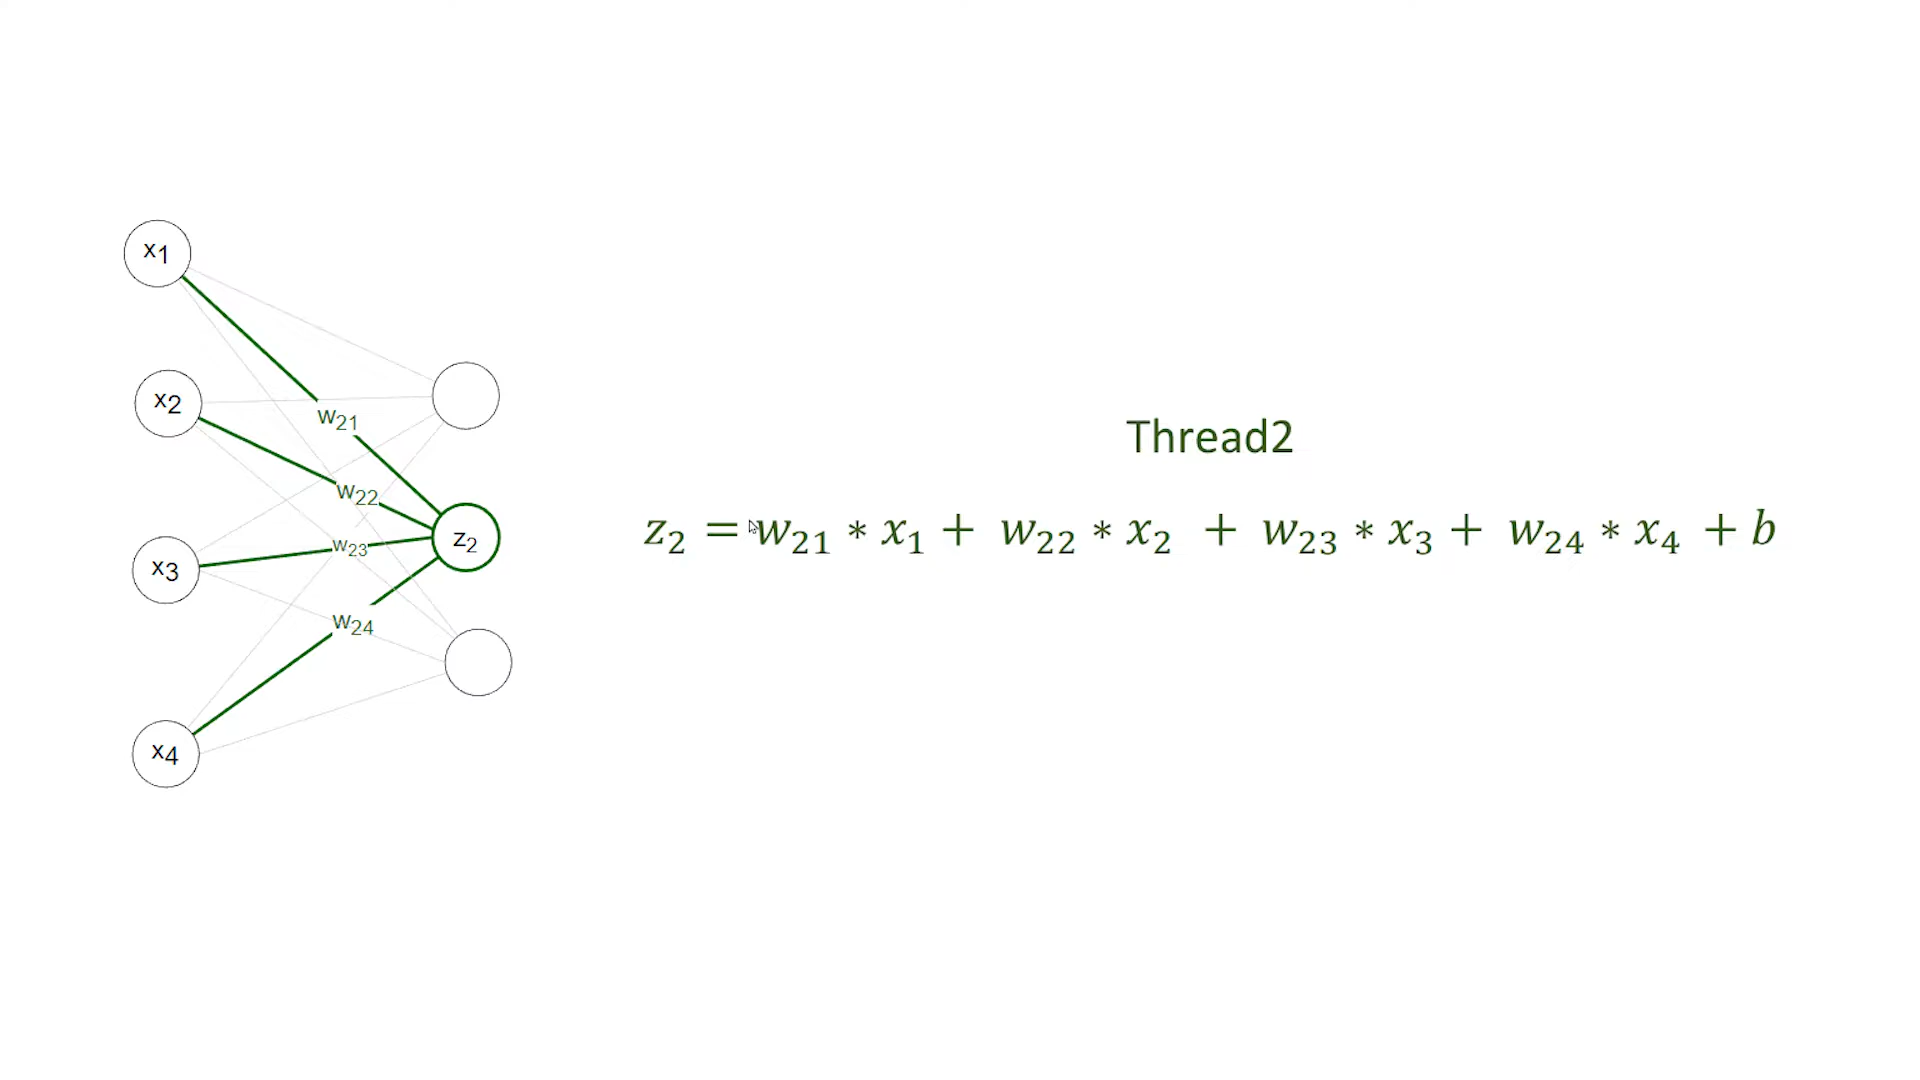 x1
x2
x3
x4
w21
w22
w23
w24
z2
Thread2
z₂ = w₂₁ * x₁ + w₂₂ * x₂ + w₂₃ * x₃ + w₂₄ * x₄ + b